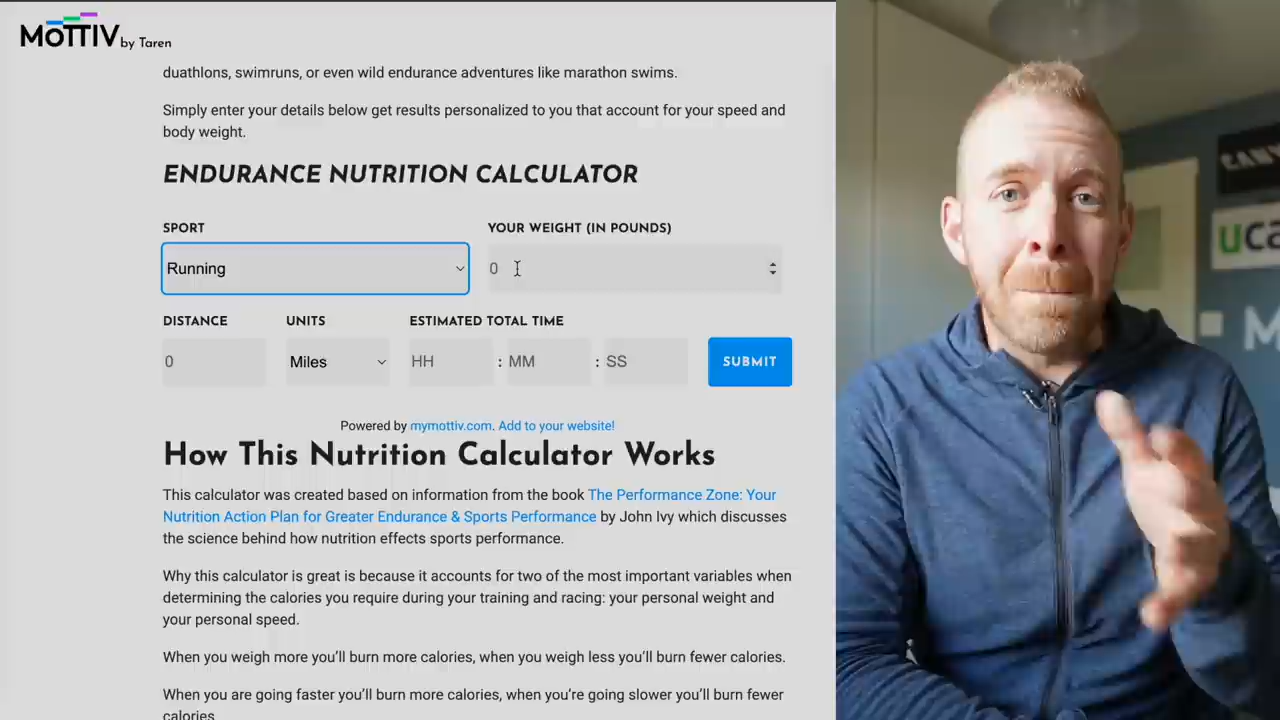 MōTTIV by Taren
duathlons, swimruns, or even wild endurance adventures like marathon swims.
Simply enter your details below get results personalized to you that account for your speed and
body weight.
ENDURANCE NUTRITION CALCULATOR
SPORT
YOUR WEIGHT (IN POUNDS)
Running
0
DISTANCE
UNITS
ESTIMATED TOTAL TIME
0
Miles
HH : MM : SS
SUBMIT
Powered by mymottiv.com. Add to your website!
How This Nutrition Calculator Works
This calculator was created based on information from the book The Performance Zone: Your
Nutrition Action Plan for Greater Endurance & Sports Performance by John Ivy which discusses
the science behind how nutrition effects sports performance.
Why this calculator is great is because it accounts for two of the most important variables when
determining the calories you require during your training and racing: your personal weight and
your personal speed.
When you weigh more you’ll burn more calories, when you weigh less you’ll burn fewer calories.
When you are going faster you’ll burn more calories, when you’re going slower you’ll burn fewer
calories